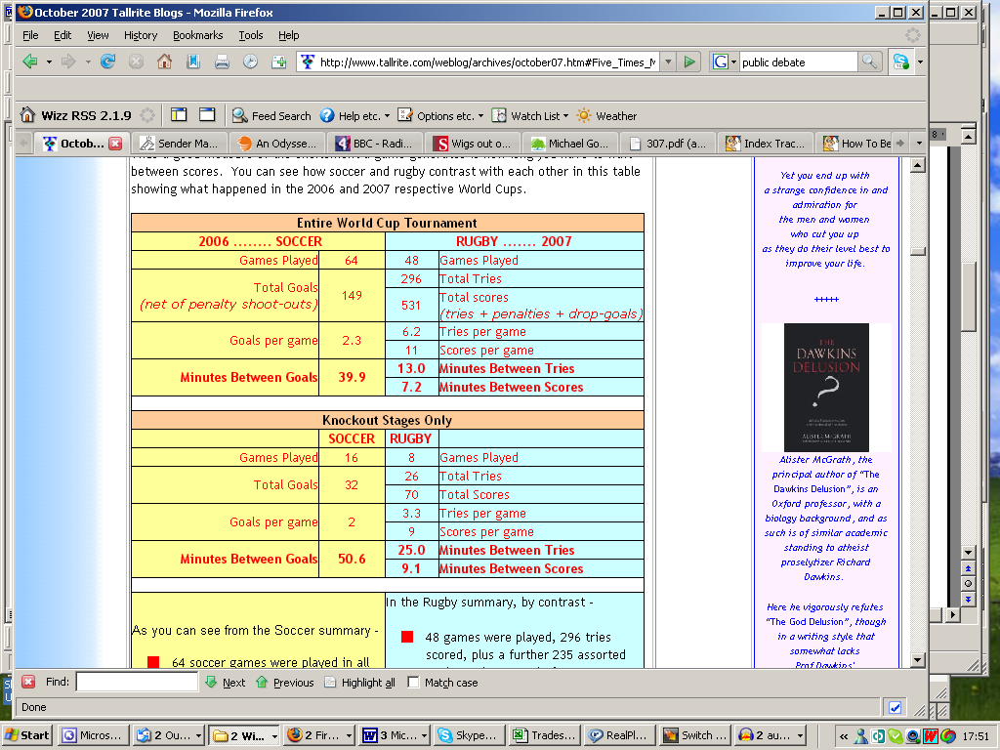 October 2007 Tallrite Blogs - Mozilla Firefox
File Edit View History Bookmarks Tools Help
http://www.tallrite.com/weblog/archives/october07.htm#Five_Times_M
public debate
Wizz RSS 2.1.9 Feed Search Help etc. Options etc. Watch List Weather
Octob... Sender Ma... An Odysse... BBC - Radi... Wigs out o... Michael Go... 307.pdf (a... Index Trac... How To Be
between scores. You can see how soccer and rugby contrast with each other in this table
showing what happened in the 2006 and 2007 respective World Cups.
Entire World Cup Tournament
2006 ........ SOCCER RUGBY ....... 2007
Games Played 64 48 Games Played
Total Goals
(net of penalty shoot-outs) 149
296 Total Tries
531 Total scores
(tries + penalties + drop-goals)
Goals per game 2.3
6.2 Tries per game
11 Scores per game
Minutes Between Goals 39.9
13.0 Minutes Between Tries
7.2 Minutes Between Scores
Knockout Stages Only
SOCCER RUGBY
Games Played 16 8 Games Played
Total Goals 32
26 Total Tries
70 Total Scores
Goals per game 2
3.3 Tries per game
9 Scores per game
Minutes Between Goals 50.6
25.0 Minutes Between Tries
9.1 Minutes Between Scores
As you can see from the Soccer summary -
64 soccer games were played in all
In the Rugby summary, by contrast -
48 games were played, 296 tries
scored, plus a further 235 assorted
Yet you end up with
a strange confidence in and
admiration for
the men and women
who cut you up
as they do their level best to
improve your life.
+++++
THE
DAWKINS
DELUSION
?
ALISTER MCGRATH
Alister McGrath, the
principal author of “The
Dawkins Delusion”, is an
Oxford professor, with a
biology background, and as
such is of similar academic
standing to atheist
proselytizer Richard
Dawkins.
Here he vigorously refutes
“The God Delusion”, though
in a writing style that
somewhat lacks
Prof Dawkins'
Find: Next Previous Highlight all Match case
Done
Start Micros... 2 Ou... 2 Wi... 2 Fir... 3 Mic... Skype... Trades... RealPl... Switch ... 2 au... « 17:51